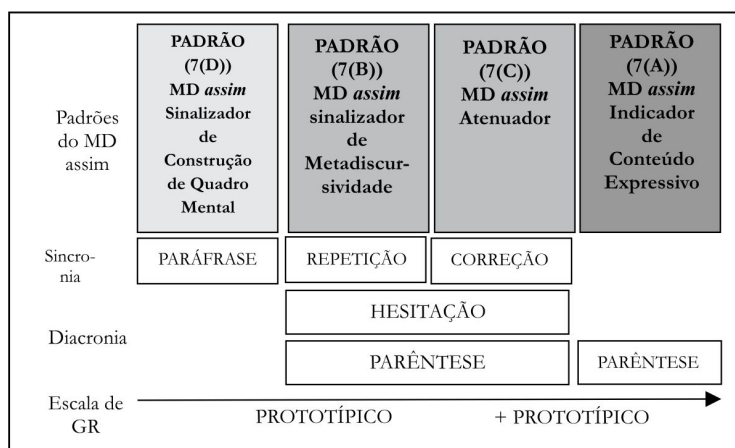 Padrões
do MD
assim
PADRÃO
(7(D))
MD assim
Sinalizador
de
Construção
de Quadro
Mental
PADRÃO
(7(B))
MD assim
sinalizador
de
Metadiscur-
sividade
PADRÃO
(7(C))
MD assim
Atenuador
PADRÃO
(7(A))
MD assim
Indicador
de
Conteúdo
Expressivo
Sincro-
nia
PARÁFRASE
REPETIÇÃO
CORREÇÃO
Diacronia
HESITAÇÃO
PARÊNTESE
PARÊNTESE
Escala de
GR
PROTOTÍPICO
+ PROTOTÍPICO